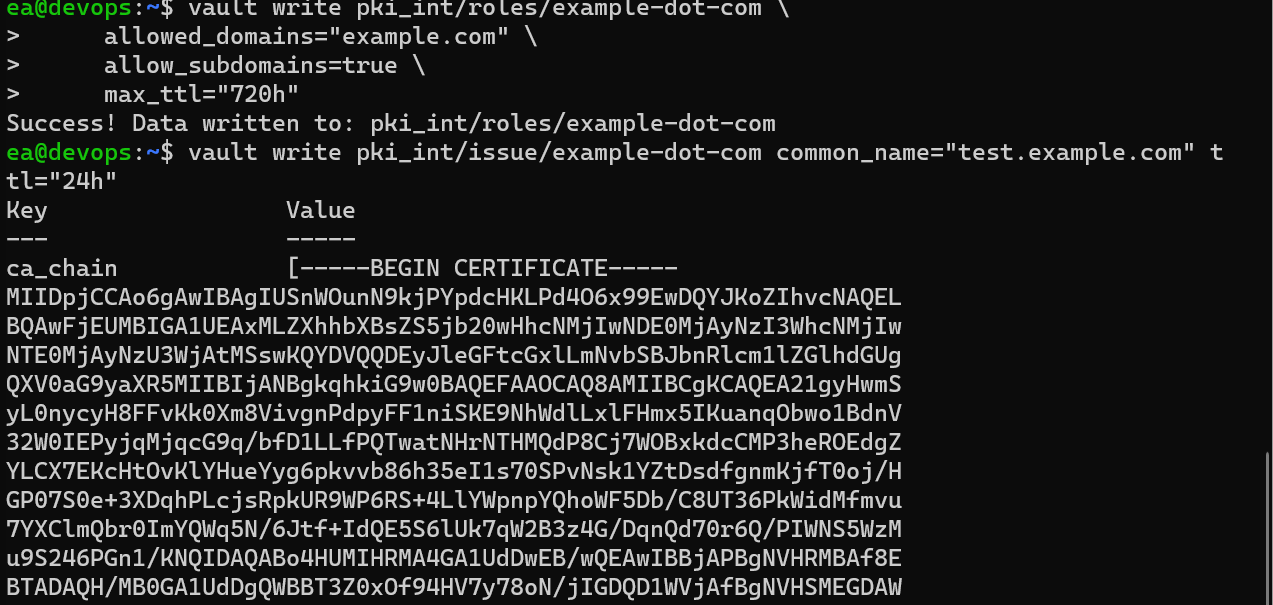 ea@devops:~$ vault write pki_int/roles/example-dot-com \
>      allowed_domains="example.com" \
>      allow_subdomains=true \
>      max_ttl="720h"
Success! Data written to: pki_int/roles/example-dot-com
ea@devops:~$ vault write pki_int/issue/example-dot-com common_name="test.example.com" t
tl="24h"
Key                 Value
---                 -----
ca_chain            [-----BEGIN CERTIFICATE-----
MIIDpjCCAo6gAwIBAgIUSnWOunN9kjPYpdcHKLPd4O6x99EwDQYJKoZIhvcNAQEL
BQAwFjEUMBIGA1UEAxMLZXhhbXBsZS5jb20wHhcNMjIwNDE0MjAyNzI3WhcNMjIw
NTE0MjAyNzU3WjAtMSswKQYDVQQDEyJleGFtcGxlLmNvbSBJbnRlcm1lZGlhdGUg
QXV0aG9yaXR5MIIBIjANBgkqhkiG9w0BAQEFAAOCAQ8AMIIBCgKCAQEA21gyHwmS
yL0nycyH8FFvKk0Xm8VivgnPdpyFF1niSKE9NhWdlLxlFHmx5IKuanqObwo1BdnV
32W0IEPyjqMjqcG9q/bfD1LLfPQTwatNHrNTHMQdP8Cj7WOBxkdcCMP3heROEdgZ
YLCX7EKcHtOvKlYHueYyg6pkvvb86h35eI1s70SPvNsk1YZtDsdfgnmKjfT0oj/H
GP07S0e+3XDqhPLcjsRpkUR9WP6RS+4LlYWpnpYQhoWF5Db/C8UT36PkWidMfmvu
7YXClmQbr0ImYQWq5N/6Jtf+IdQE5S6lUk7qW2B3z4G/DqnQd70r6Q/PIWNS5WzM
u9S246PGn1/KNQIDAQABo4HUMIHRMA4GA1UdDwEB/wQEAwIBBjAPBgNVHRMBAf8E
BTADAQH/MB0GA1UdDgQWBBT3Z0xOf94HV7y78oN/jIGDQD1WVjAfBgNVHSMEGDAW